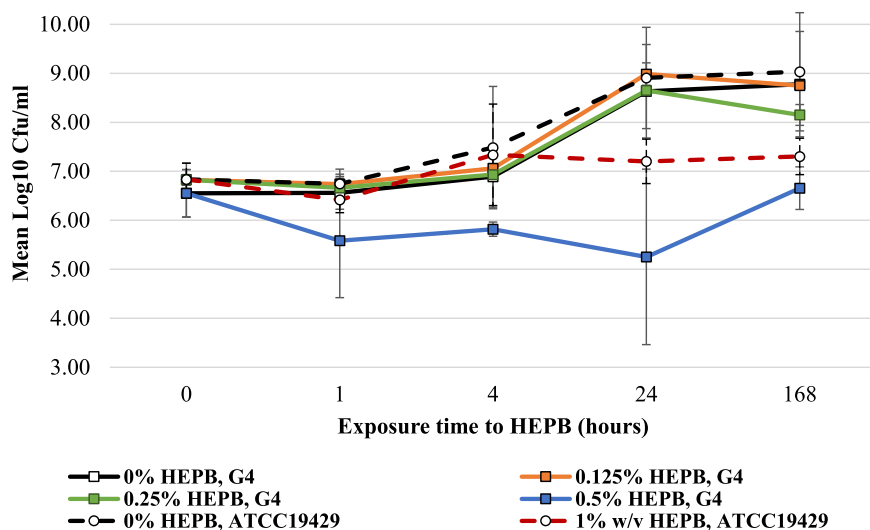 10.00
9.00
8.00
7.00
6.00
5.00
4.00
3.00
Mean Log10 Cfu/ml
0 1 4 24 168
Exposure time to HEPB (hours)
0% HEPB, G4 0.125% HEPB, G4
0.25% HEPB, G4 0.5% HEPB, G4
0% HEPB, ATCC19429 1% w/v HEPB, ATCC19429